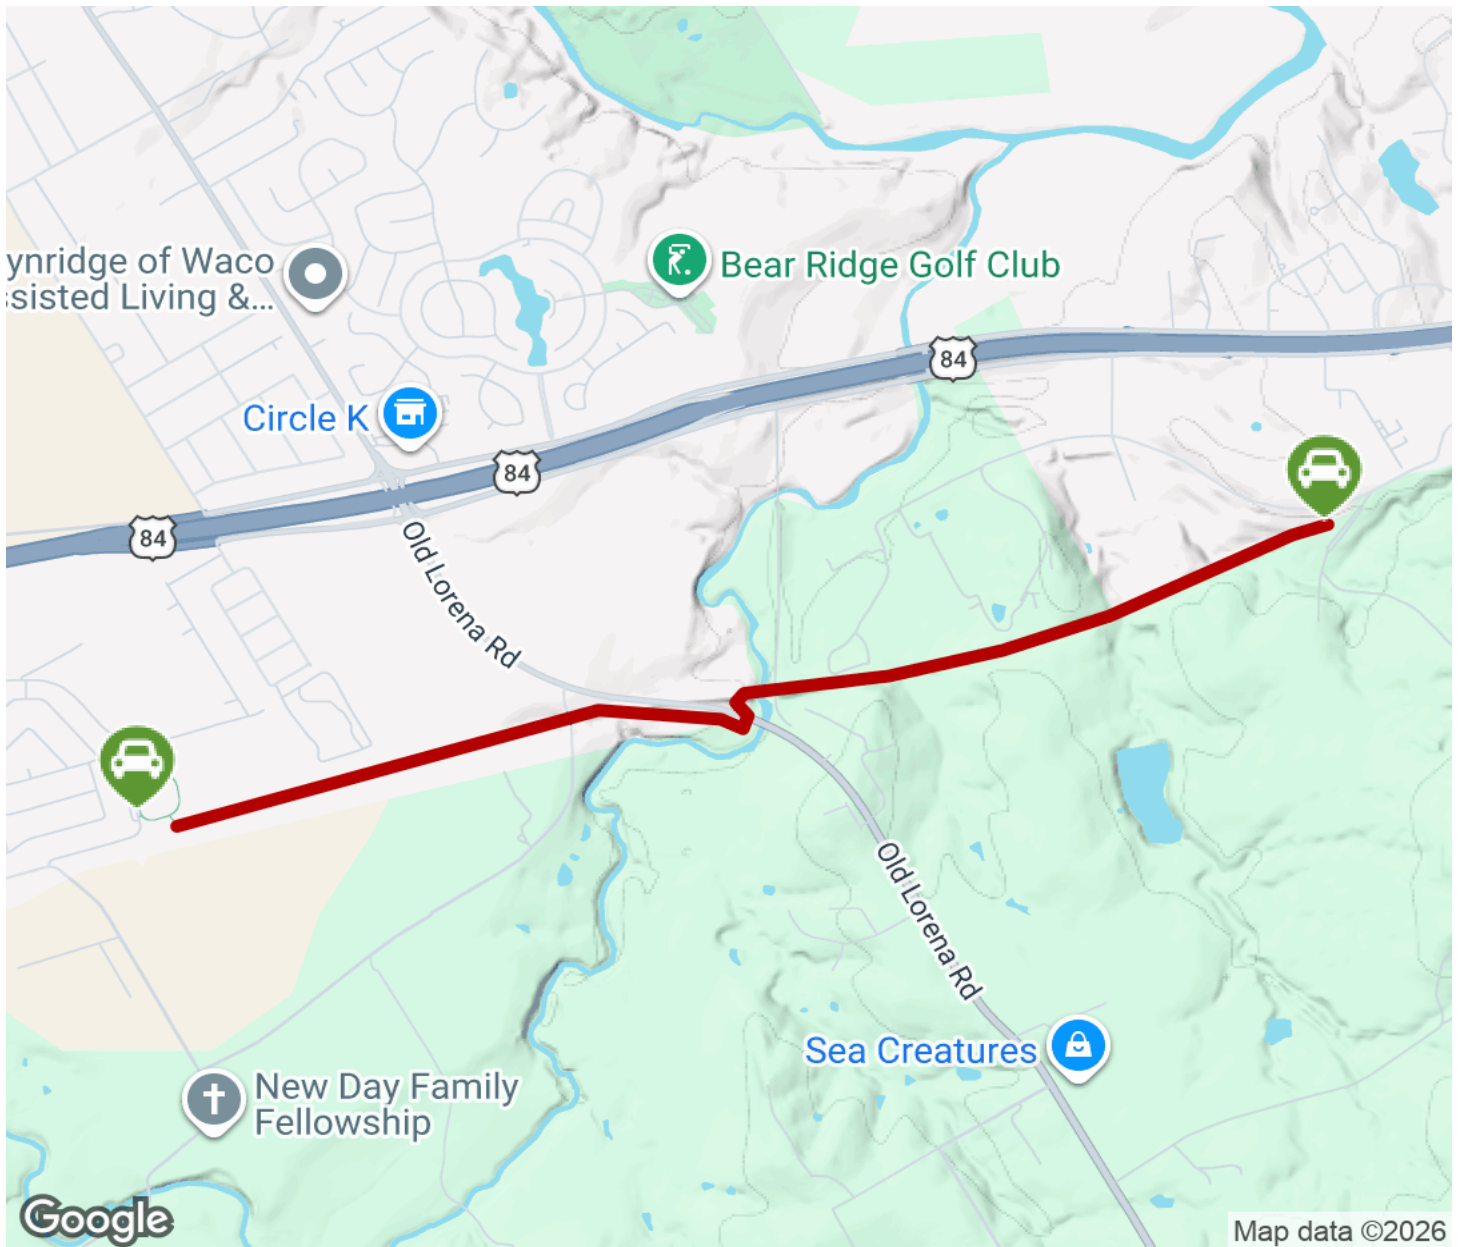 ynridge of Waco
ssisted Living &...
Bear Ridge Golf Club
84
Circle K
84
84
Old Lorena Rd
Old Lorena Rd
Sea Creatures
New Day Family
Fellowship
Google
Map data ©2026